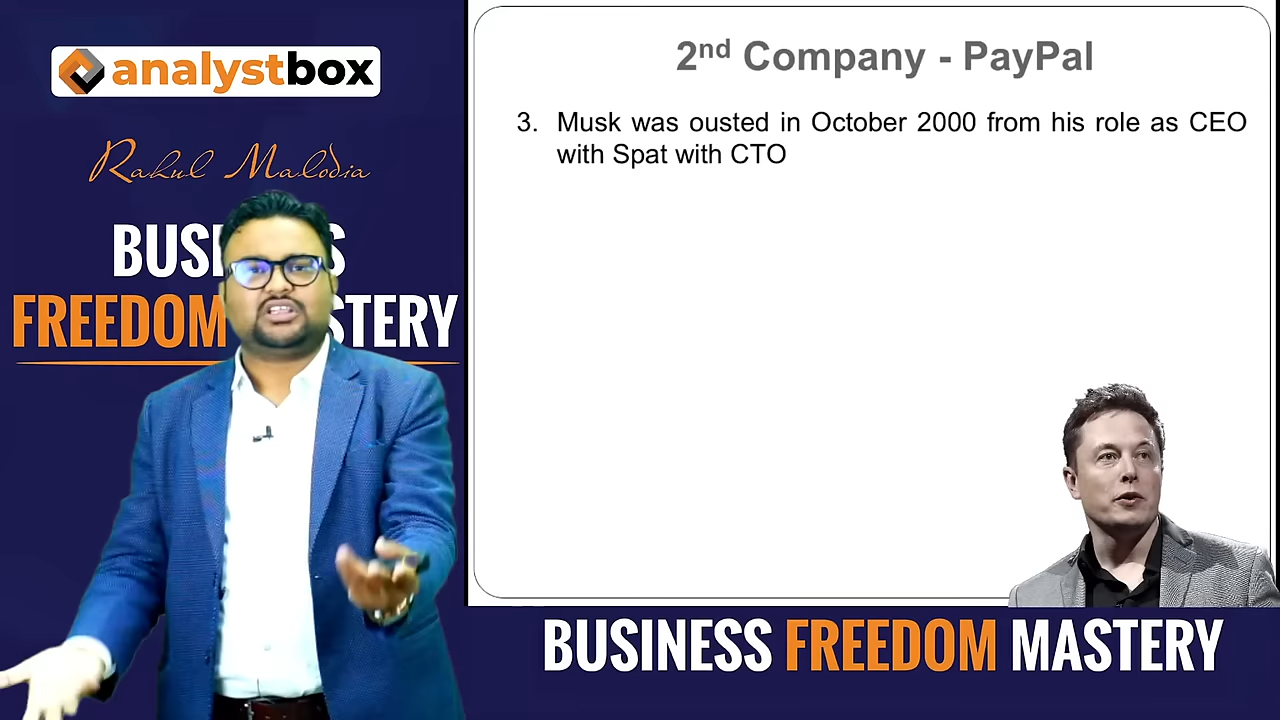 analystbox
Rahul Malodia
BUSI S
FREEDOM STERY
2nd Company - PayPal
3. Musk was ousted in October 2000 from his role as CEO
with Spat with CTO
BUSINESS FREEDOM MASTERY